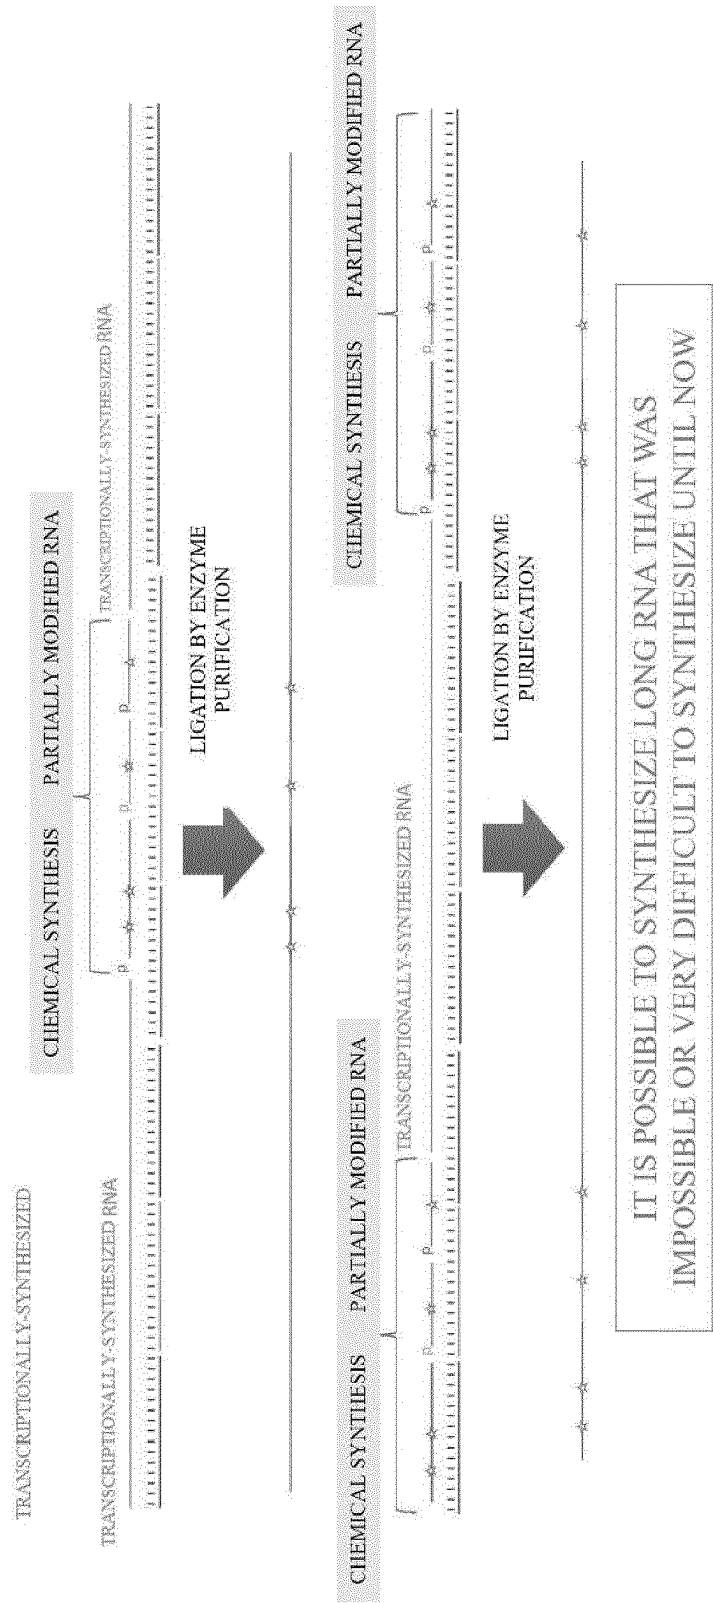 TRANSCRIPTIONALLY-SYNTHESIZED
CHEMICAL SYNTHESIS PARTIALLY MODIFIED RNA
TRANSCRIPTIONALLY-SYNTHESIZED RNA
p
p
p
TRANSCRIPTIONALLY-SYNTHESIZED RNA
LIGATION BY ENZYME
PURIFICATION
CHEMICAL SYNTHESIS PARTIALLY MODIFIED RNA
CHEMICAL SYNTHESIS PARTIALLY MODIFIED RNA
TRANSCRIPTIONALLY-SYNTHESIZED RNA
p
p
p
p
p
LIGATION BY ENZYME
PURIFICATION
IT IS POSSIBLE TO SYNTHESIZE LONG RNA THAT WAS
IMPOSSIBLE OR VERY DIFFICULT TO SYNTHESIZE UNTIL NOW